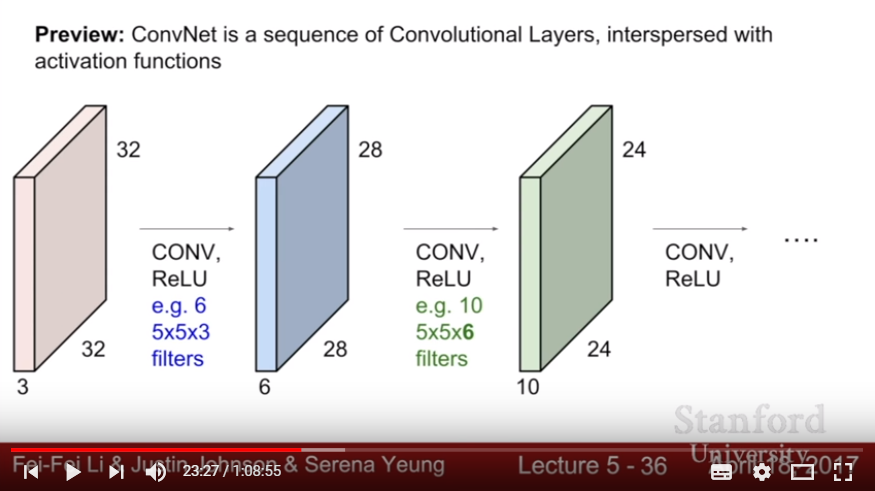 Preview: ConvNet is a sequence of Convolutional Layers, interspersed with
activation functions
32
28
24
CONV,
ReLU
e.g. 6
5x5x3
filters
CONV,
ReLU
e.g. 10
5x5x6
filters
CONV,
ReLU
....
32
28
24
3
6
10
Stanford
University
Fei-Fei Li & Justin Johnson & Serena Yeung
Lecture 5 - 36
April 18, 2017
23:27 / 1:08:55